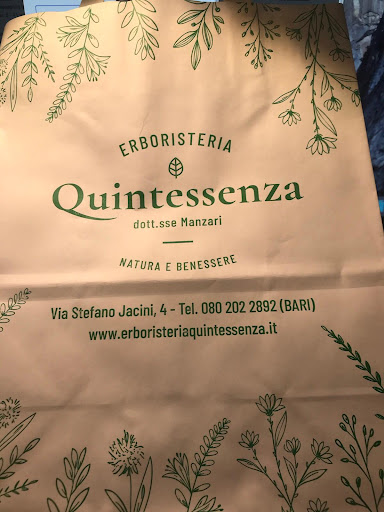 ERBORISTERIA
Quintessenza
dott.sse Manzari
NATURA E BENESSERE
Via Stefano Jacini, 4 - Tel. 080 202 2892 (BARI)
www.erboristeriaquintessenza.it